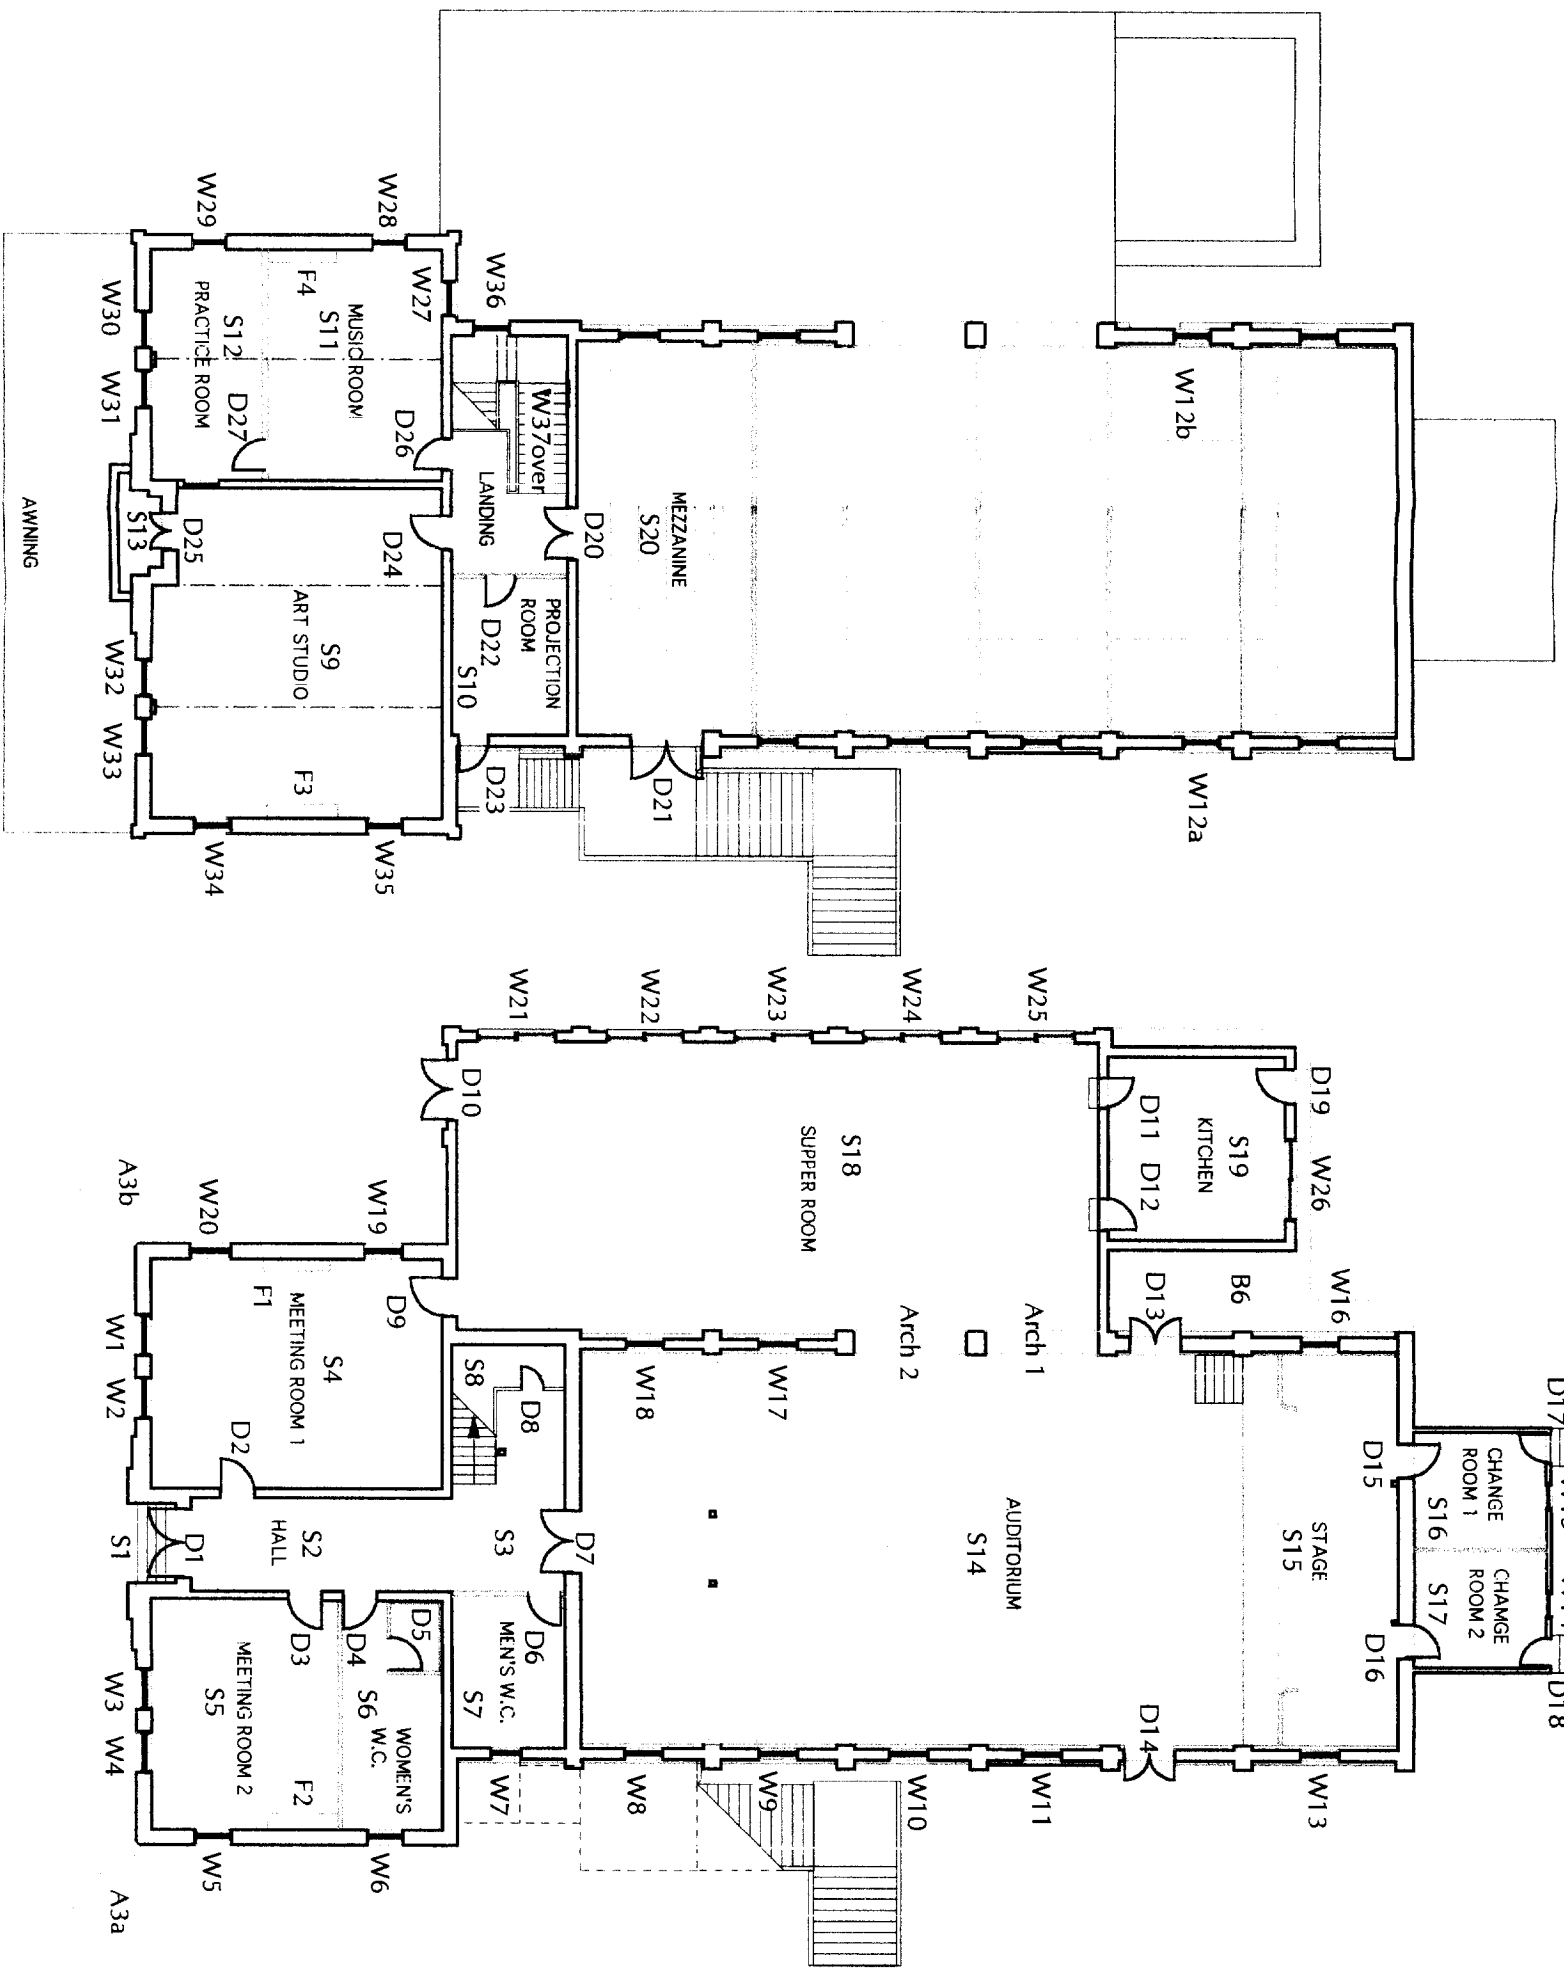 W12b
W12a
MEZZANINE
S20
D21
D20
PROJECTION
ROOM
W37over
W36
LANDING
D22
D23
S10
W27
W28
D26
D24
W35
MUSIC ROOM
S11
F4
S9
ART STUDIO
F3
D27
S12
PRACTICE ROOM
W29
D25
W34
S13
W30
W31
W32
W33
AWNING
D17
D18
CHANGE
ROOM 1
S16
CHAMGE
ROOM 2
S17
D15
D16
W16
STAGE
S15
W13
D19
W26
S19
KITCHEN
B6
D11
D12
D13
D14
W25
Arch 1
AUDITORIUM
S14
W11
W24
Arch 2
W10
S18
SUPPER ROOM
W23
W17
W9
W22
W18
W8
D7
W21
D8
S3
D6
MEN'S W.C.
W7
D10
S8
S7
W19
D9
WOMEN'S
W.C.
D5
W6
S4
MEETING ROOM 1
F1
D4
S6
S2
HALL
D3
F2
D2
MEETING ROOM 2
S5
W20
D1
W5
A3b
W1
W2
S1
W3
W4
A3a